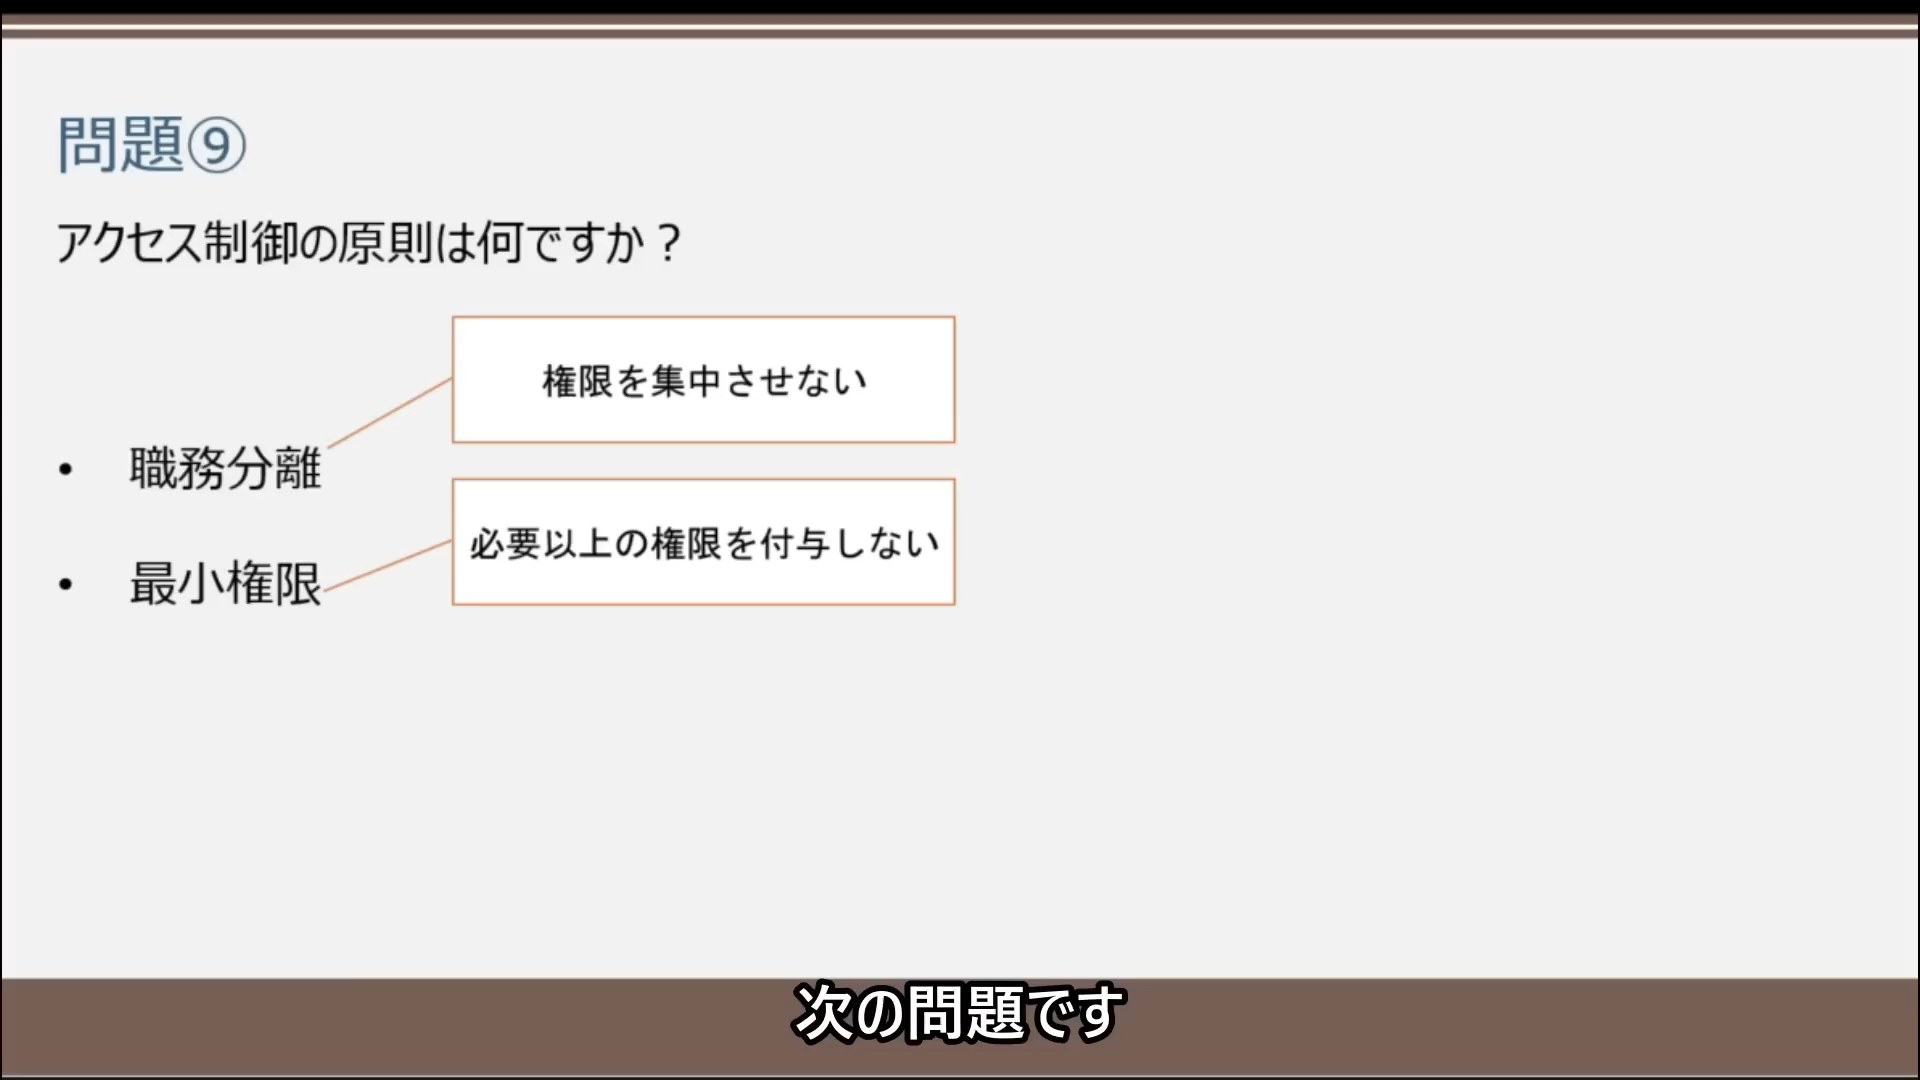 問題⑨
アクセス制御の原則は何ですか？
権限を集中させない
• 職務分離
必要以上の権限を付与しない
• 最小権限
次の問題です